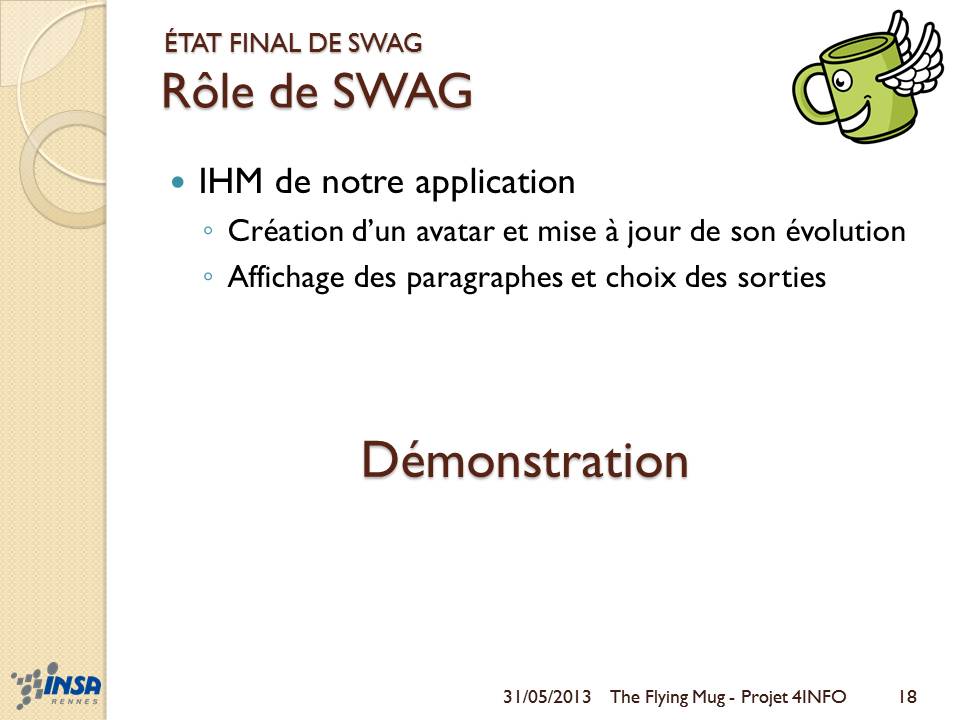 ÉTAT FINAL DE SWAG
Rôle de SWAG
IHM de notre application
Création d’un avatar et mise à jour de son évolution
Affichage des paragraphes et choix des sorties
Démonstration
INSA
RENNES
31/05/2013 The Flying Mug - Projet 4INFO 18